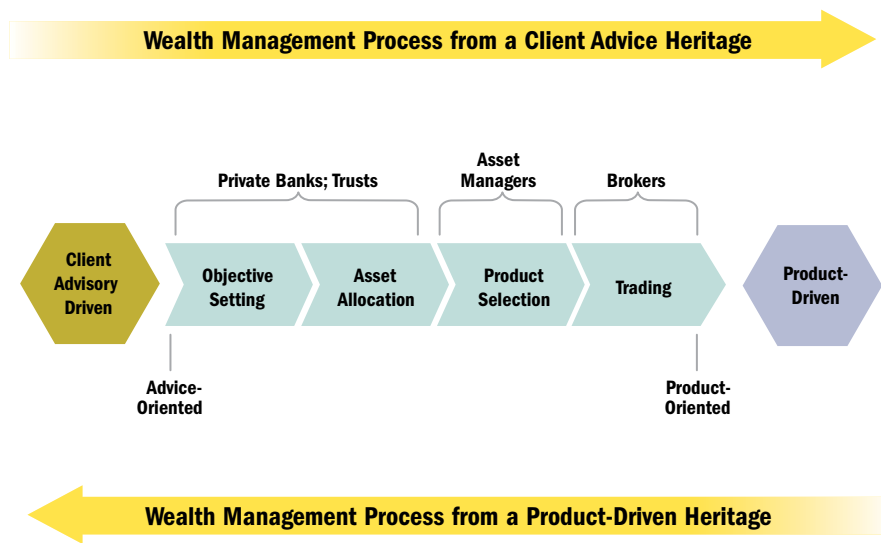 Wealth Management Process from a Client Advice Heritage
Private Banks; Trusts
Asset
Managers
Brokers
Client
Advisory
Driven
Objective
Setting
Asset
Allocation
Product
Selection
Trading
Product-
Driven
Advice-
Oriented
Product-
Oriented
Wealth Management Process from a Product-Driven Heritage